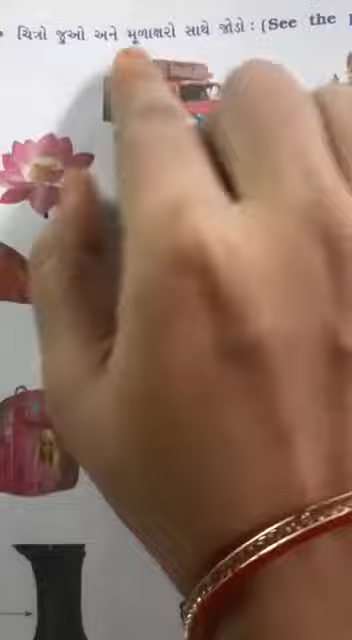 ચિત્રો જુઓ અને મૂળાક્ષરો સાથે જોડો : (See the